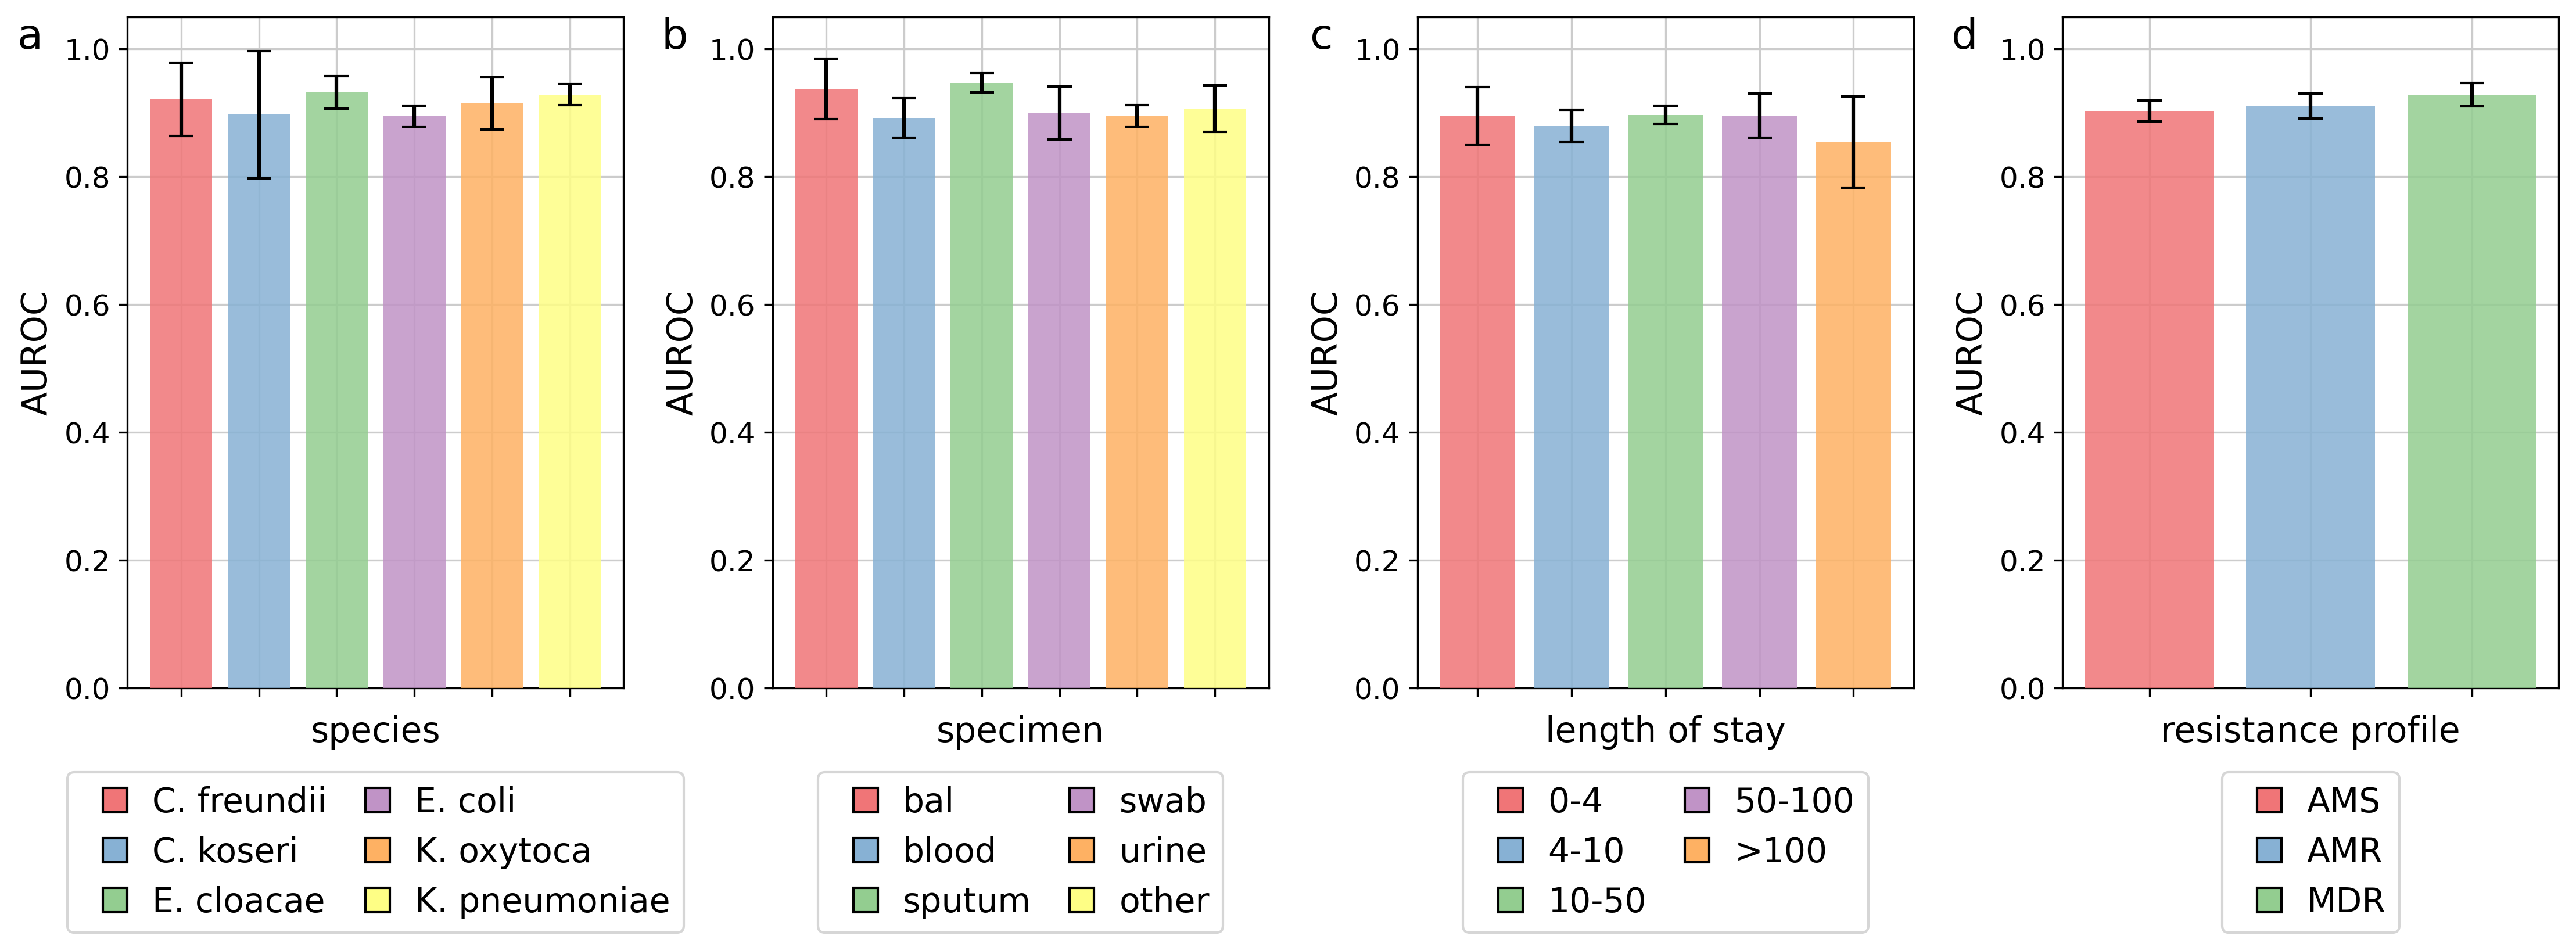 a
1.0
0.8
0.6
0.4
0.2
0.0
AUROC
species
C. freundii
C. koseri
E. cloacae
E. coli
K. oxytoca
K. pneumoniae
b
1.0
0.8
0.6
0.4
0.2
0.0
AUROC
specimen
bal
blood
sputum
swab
urine
other
c
1.0
0.8
0.6
0.4
0.2
0.0
AUROC
length of stay
0-4
4-10
10-50
50-100
>100
d
1.0
0.8
0.6
0.4
0.2
0.0
AUROC
resistance profile
AMS
AMR
MDR